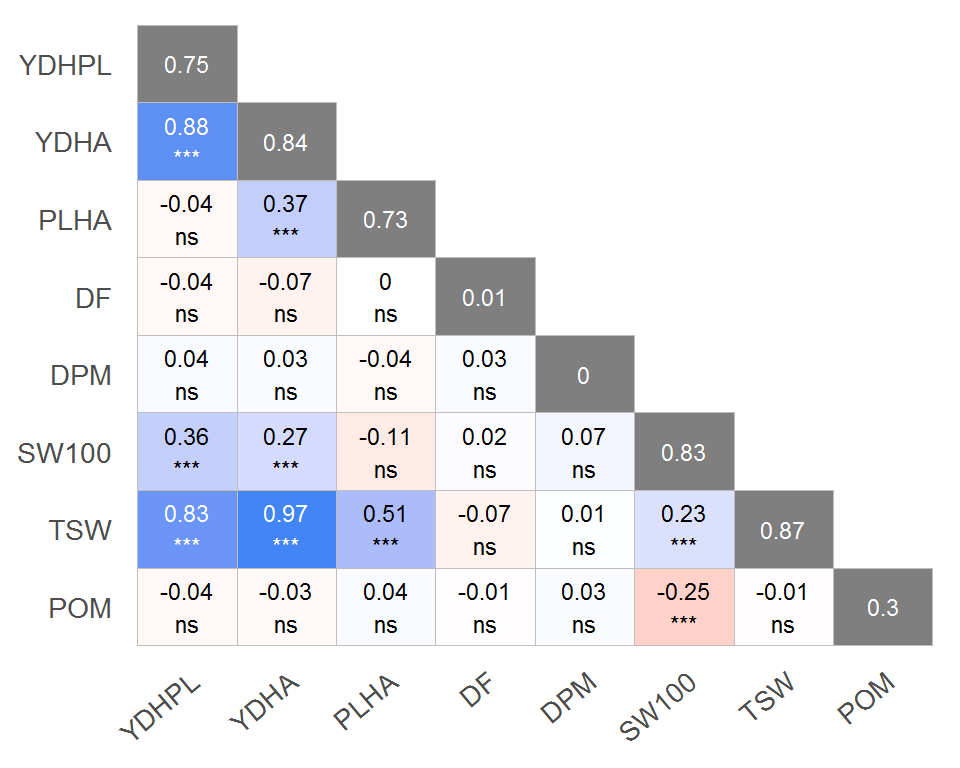 YDHPL 0.75
YDHA 0.88 0.84
***
PLHA -0.04 0.37 0.73
ns ***
DF -0.04 -0.07 0 0.01
ns ns ns
DPM 0.04 0.03 -0.04 0.03 0
ns ns ns ns
SW100 0.36 0.27 -0.11 0.02 0.07 0.83
*** *** ns ns ns
TSW 0.83 0.97 0.51 -0.07 0.01 0.23 0.87
*** *** *** ns ns ***
POM -0.04 -0.03 0.04 -0.01 0.03 -0.25 -0.01 0.3
ns ns ns ns ns *** ns
YDHPL YDHA PLHA DF DPM SW100 TSW POM